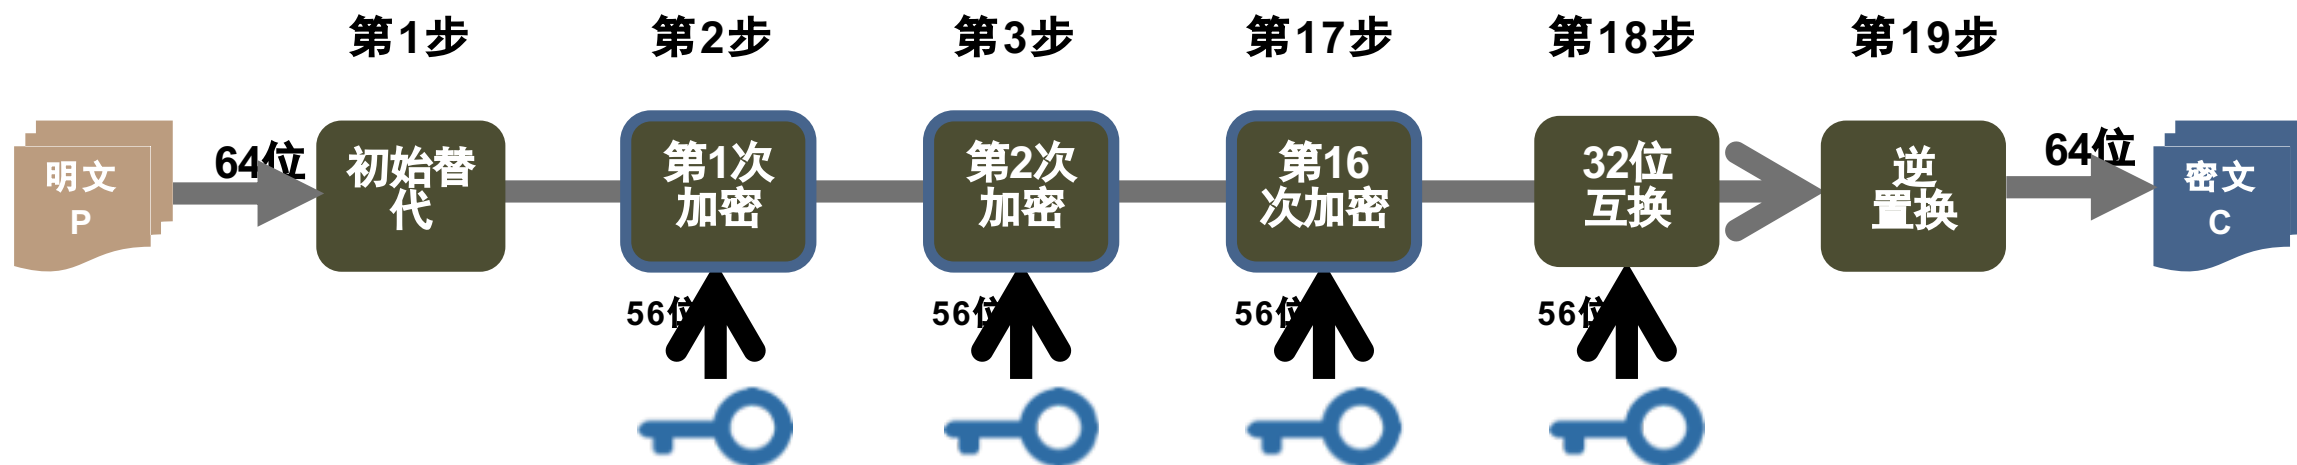 第1步
第2步
第3步
第17步
第18步
第19步
明文
P
64位
初始替
代
第1次
加密
第2次
加密
第16
次加密
32位
互换
逆
置换
64位
密文
C
56位
56位
56位
56位